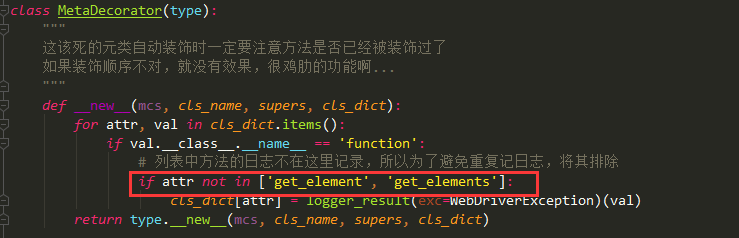 class MetaDecorator(type):
"""
这该死的元类自动装饰时一定要注意方法是否已经被装饰过了
如果装饰顺序不对，就没有效果，很鸡肋的功能啊...
"""
def __new__(mcs, cls_name, supers, cls_dict):
for attr, val in cls_dict.items():
if val.__class__.__name__ == 'function':
# 列表中方法的日志不在这里记录，所以为了避免重复记日志，将其排除
if attr not in ['get_element', 'get_elements']:
cls_dict[attr] = logger_result(exc=WebDriverException)(val)
return type.__new__(mcs, cls_name, supers, cls_dict)